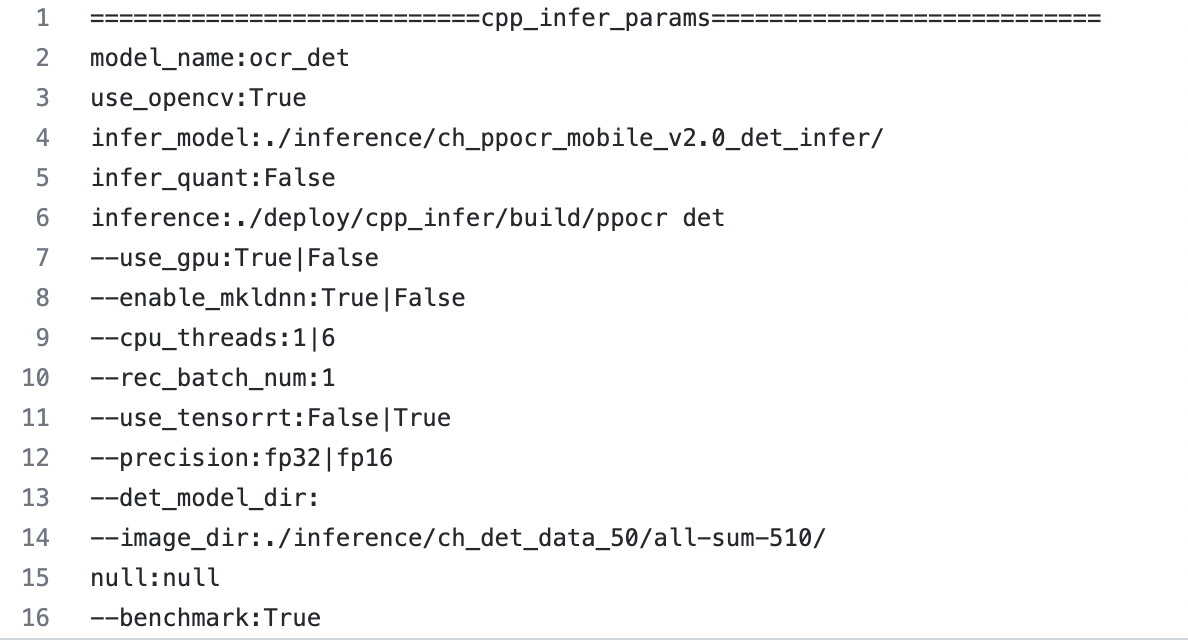 1 ===========================cpp_infer_params===========================
2 model_name:ocr_det
3 use_opencv:True
4 infer_model:./inference/ch_ppocr_mobile_v2.0_det_infer/
5 infer_quant:False
6 inference:./deploy/cpp_infer/build/ppocr det
7 --use_gpu:True|False
8 --enable_mkldnn:True|False
9 --cpu_threads:1|6
10 --rec_batch_num:1
11 --use_tensorrt:False|True
12 --precision:fp32|fp16
13 --det_model_dir:
14 --image_dir:./inference/ch_det_data_50/all-sum-510/
15 null:null
16 --benchmark:True